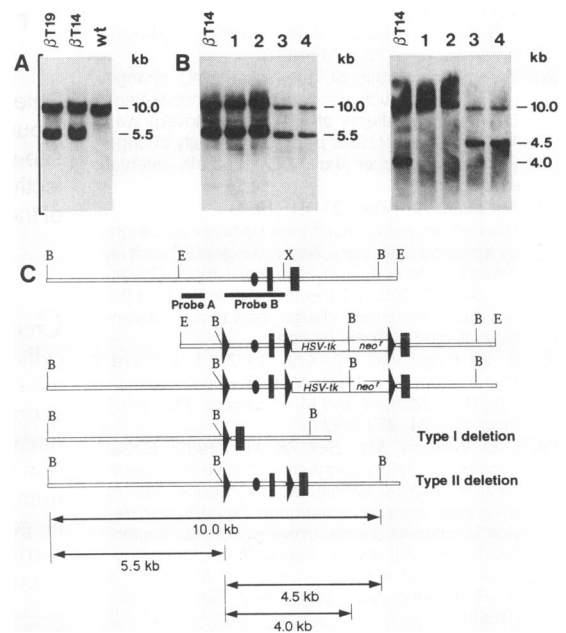 A
βT19
βT14
wt
kb
10.0
5.5
B
βT14
1
2
3
4
kb
10.0
5.5
βT14
1
2
3
4
kb
10.0
4.5
4.0
C
B E X B E
Probe A Probe B
E B B B E
HSV-tk neoʳ
B B B B
HSV-tk neoʳ
B B B
Type I deletion
B B B
Type II deletion
10.0 kb
5.5 kb
4.5 kb
4.0 kb